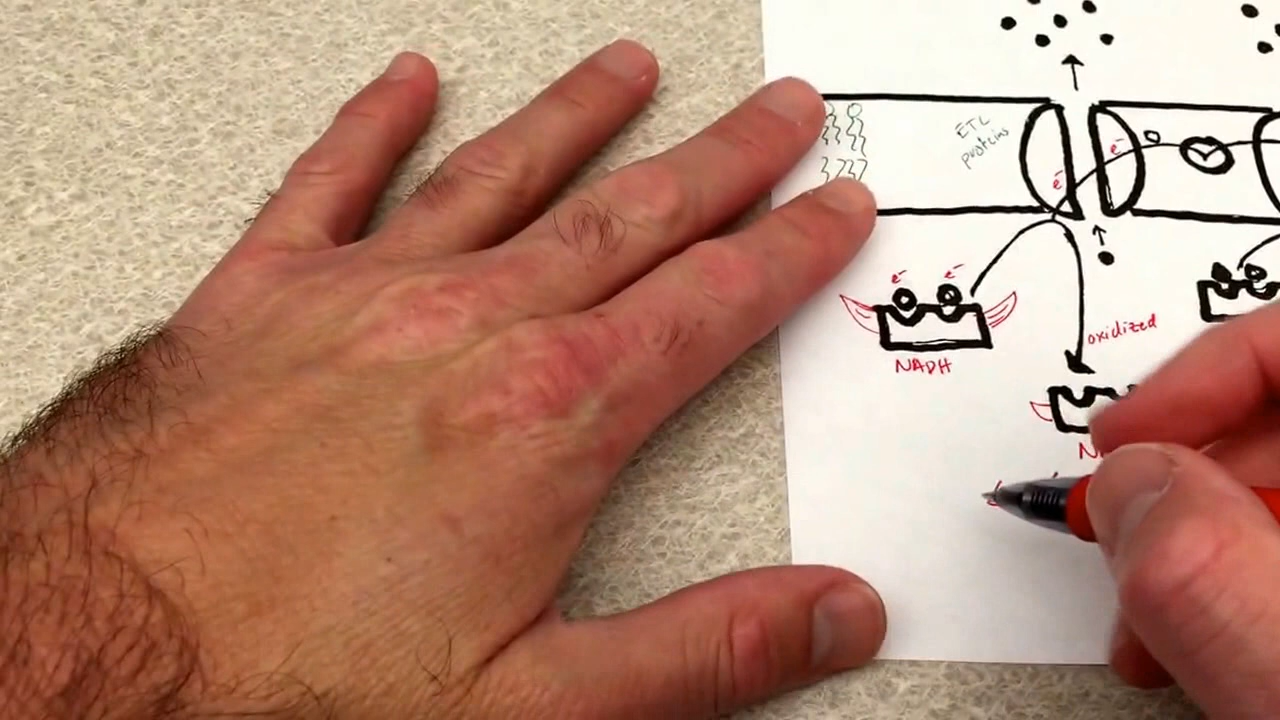 ETC
proteins
e⁻
e⁻
e⁻ e⁻
oxidized
NADH